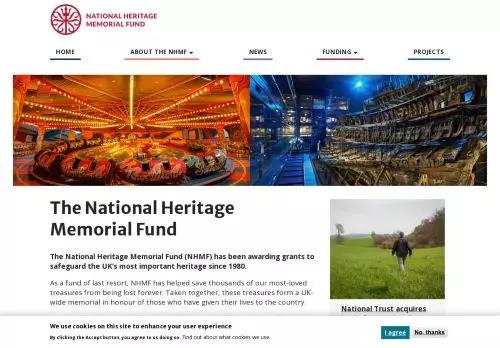 NATIONAL HERITAGE
MEMORIAL FUND
HOME
ABOUT THE NHMF
NEWS
FUNDING
PROJECTS
The National Heritage
Memorial Fund
The National Heritage Memorial Fund (NHMF) has been awarding grants to
safeguard the UK's most important heritage since 1980.
As a fund of last resort, NHMF has helped save thousands of our most-loved
treasures from being lost forever. Taken together, these treasures form a UK-
wide memorial in honour of those who have given their lives to the country.
National Trust acquires
We use cookies on this site to enhance your user experience
By clicking the Accept button, you agree to us doing so. Find out about what cookies we use.
I agree
No, thanks